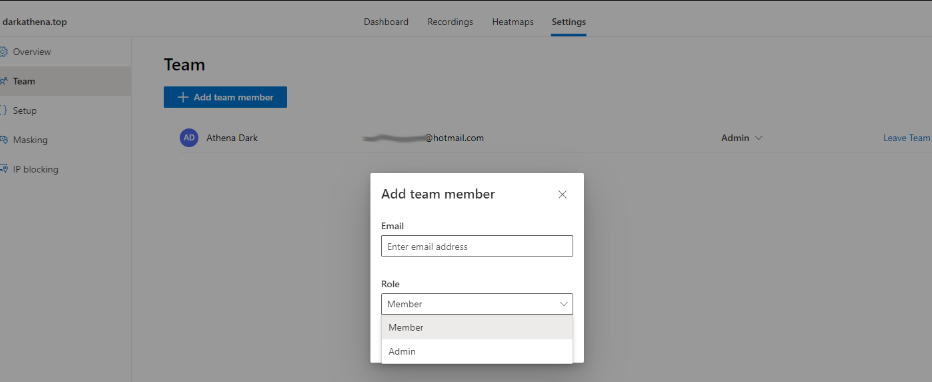 darkathena.top
Dashboard Recordings Heatmaps Settings
Overview
Team
Setup
Masking
IP blocking
Team
+ Add team member
AD Athena Dark @hotmail.com Admin Leave Team
Add team member
Email
Enter email address
Role
Member
Member
Admin